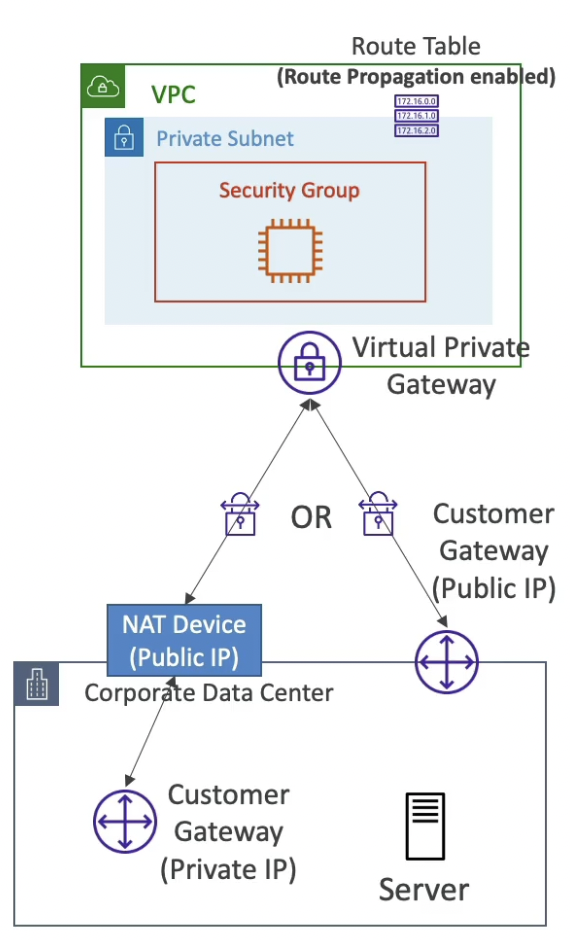 Route Table
(Route Propagation enabled)
VPC
172.16.0.0
172.16.1.0
172.16.2.0
Private Subnet
Security Group
Virtual Private
Gateway
OR
Customer
Gateway
(Public IP)
NAT Device
(Public IP)
Corporate Data Center
Customer
Gateway
(Private IP)
Server